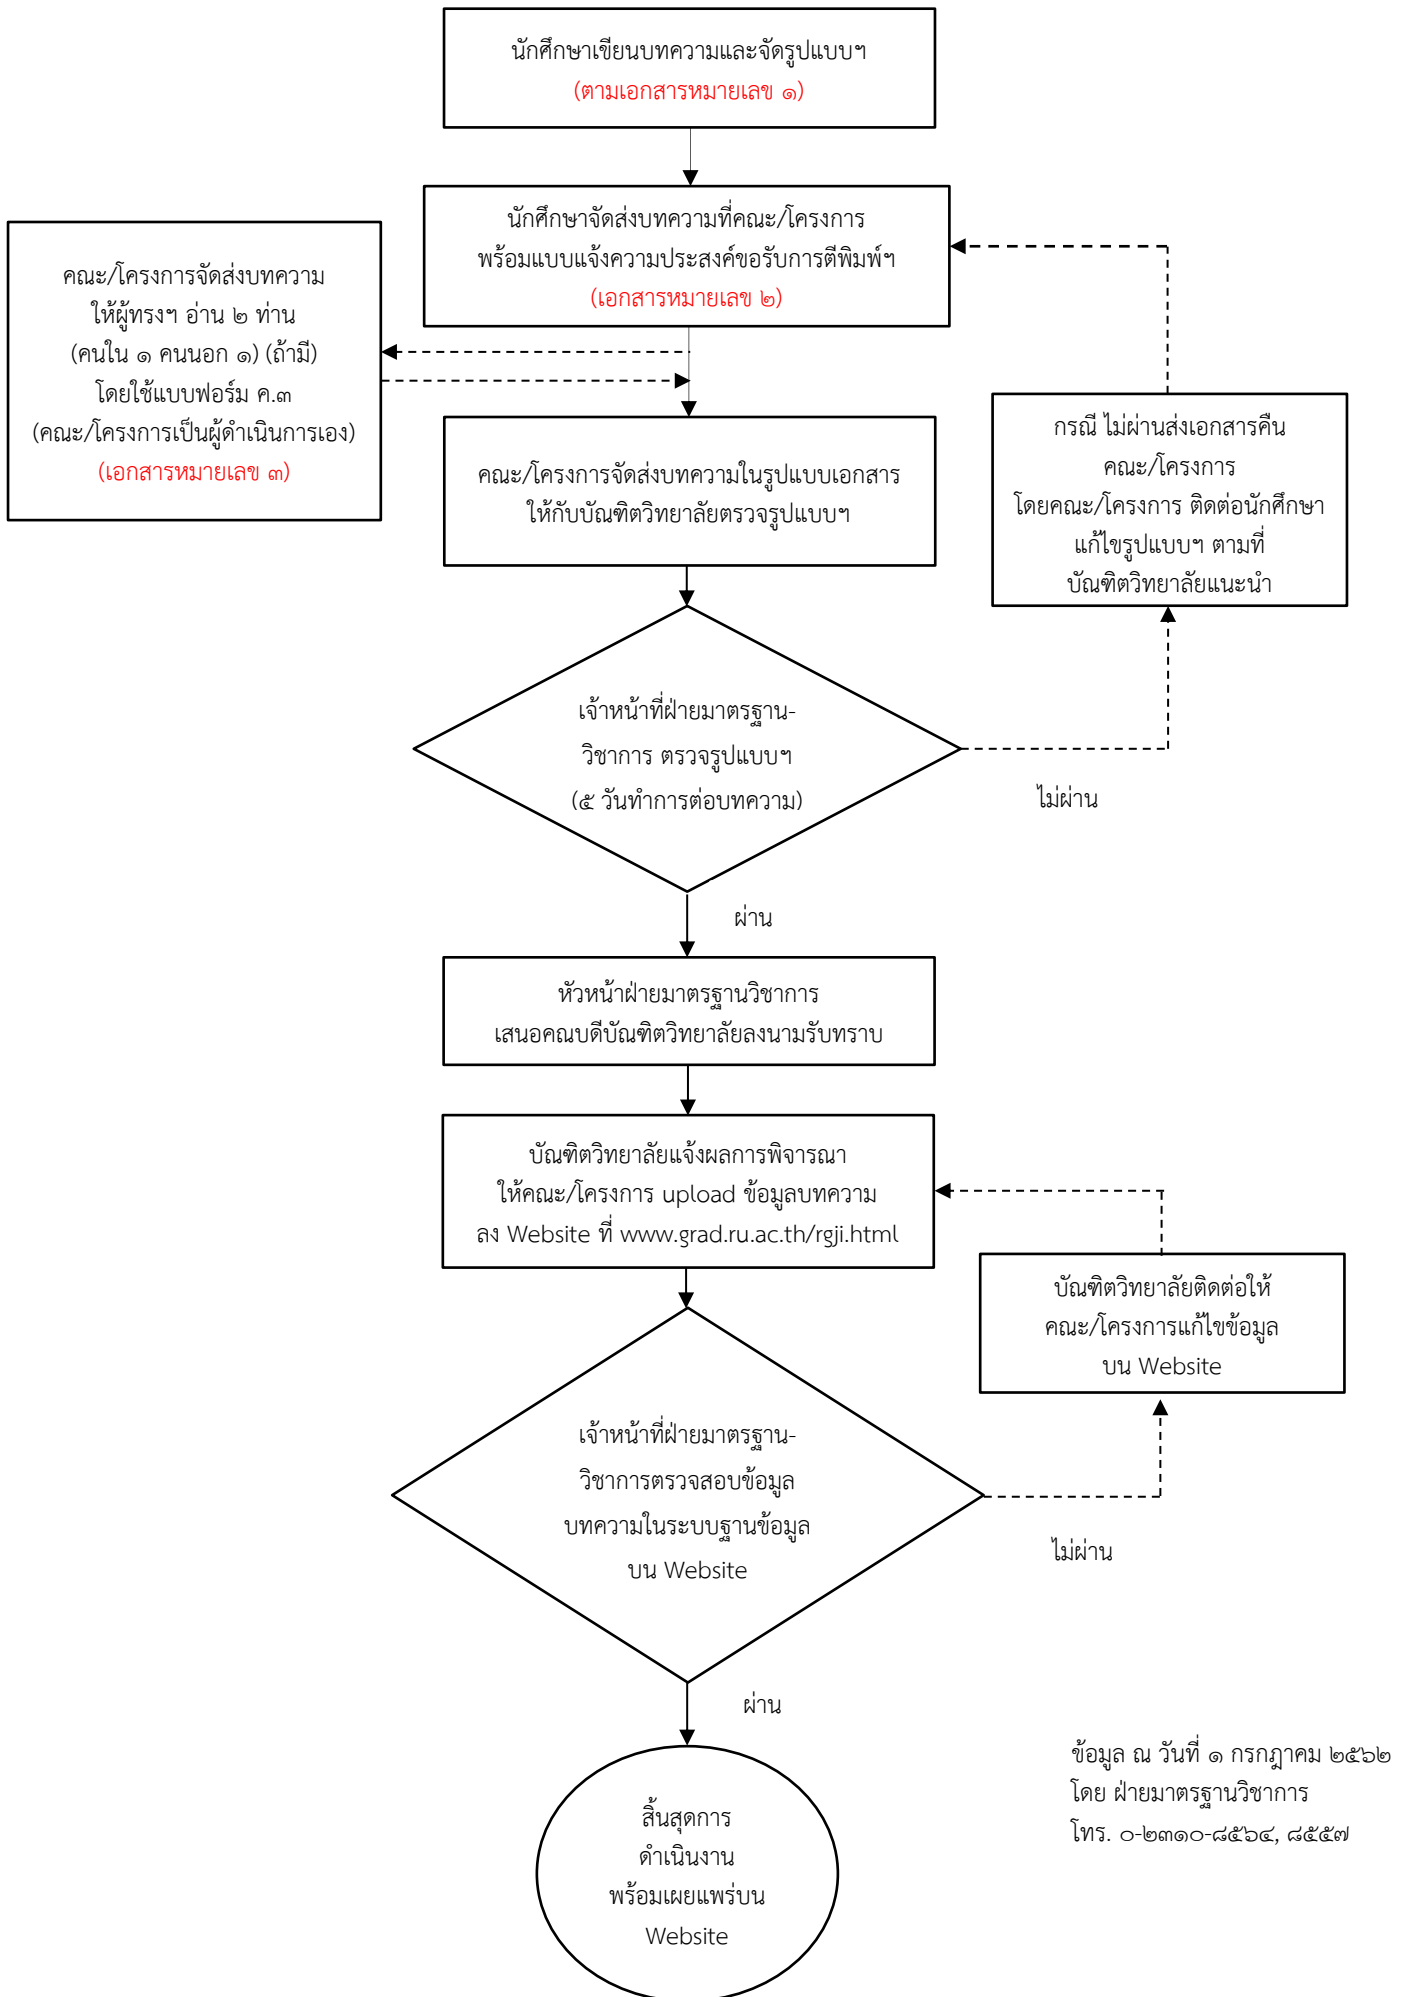 นักศึกษาเขียนบทความและจัดรูปแบบฯ
(ตามเอกสารหมายเลข ๑)
นักศึกษาจัดส่งบทความที่คณะ/โครงการ
พร้อมแบบแจ้งความประสงค์ขอรับการตีพิมพ์ฯ
(เอกสารหมายเลข ๒)
คณะ/โครงการจัดส่งบทความ
ให้ผู้ทรงฯ อ่าน ๒ ท่าน
(คนใน ๑ คนนอก ๑) (ถ้ามี)
โดยใช้แบบฟอร์ม ค.๓
(คณะ/โครงการเป็นผู้ดำเนินการเอง)
(เอกสารหมายเลข ๓)
คณะ/โครงการจัดส่งบทความในรูปแบบเอกสาร
ให้กับบัณฑิตวิทยาลัยตรวจรูปแบบฯ
กรณี ไม่ผ่านส่งเอกสารคืน
คณะ/โครงการ
โดยคณะ/โครงการ ติดต่อนักศึกษา
แก้ไขรูปแบบฯ ตามที่
บัณฑิตวิทยาลัยแนะนำ
เจ้าหน้าที่ฝ่ายมาตรฐาน-
วิชาการ ตรวจรูปแบบฯ
(๕ วันทำการต่อบทความ)
ไม่ผ่าน
ผ่าน
หัวหน้าฝ่ายมาตรฐานวิชาการ
เสนอคณบดีบัณฑิตวิทยาลัยลงนามรับทราบ
บัณฑิตวิทยาลัยแจ้งผลการพิจารณา
ให้คณะ/โครงการ upload ข้อมูลบทความ
ลง Website ที่ www.grad.ru.ac.th/rgji.html
บัณฑิตวิทยาลัยติดต่อให้
คณะ/โครงการแก้ไขข้อมูล
บน Website
เจ้าหน้าที่ฝ่ายมาตรฐาน-
วิชาการตรวจสอบข้อมูล
บทความในระบบฐานข้อมูล
บน Website
ไม่ผ่าน
ผ่าน
สิ้นสุดการ
ดำเนินงาน
พร้อมเผยแพร่บน
Website
ข้อมูล ณ วันที่ ๑ กรกฎาคม ๒๕๖๒
โดย ฝ่ายมาตรฐานวิชาการ
โทร. ๐-๒๓๑๐-๘๕๖๔, ๘๕๕๗